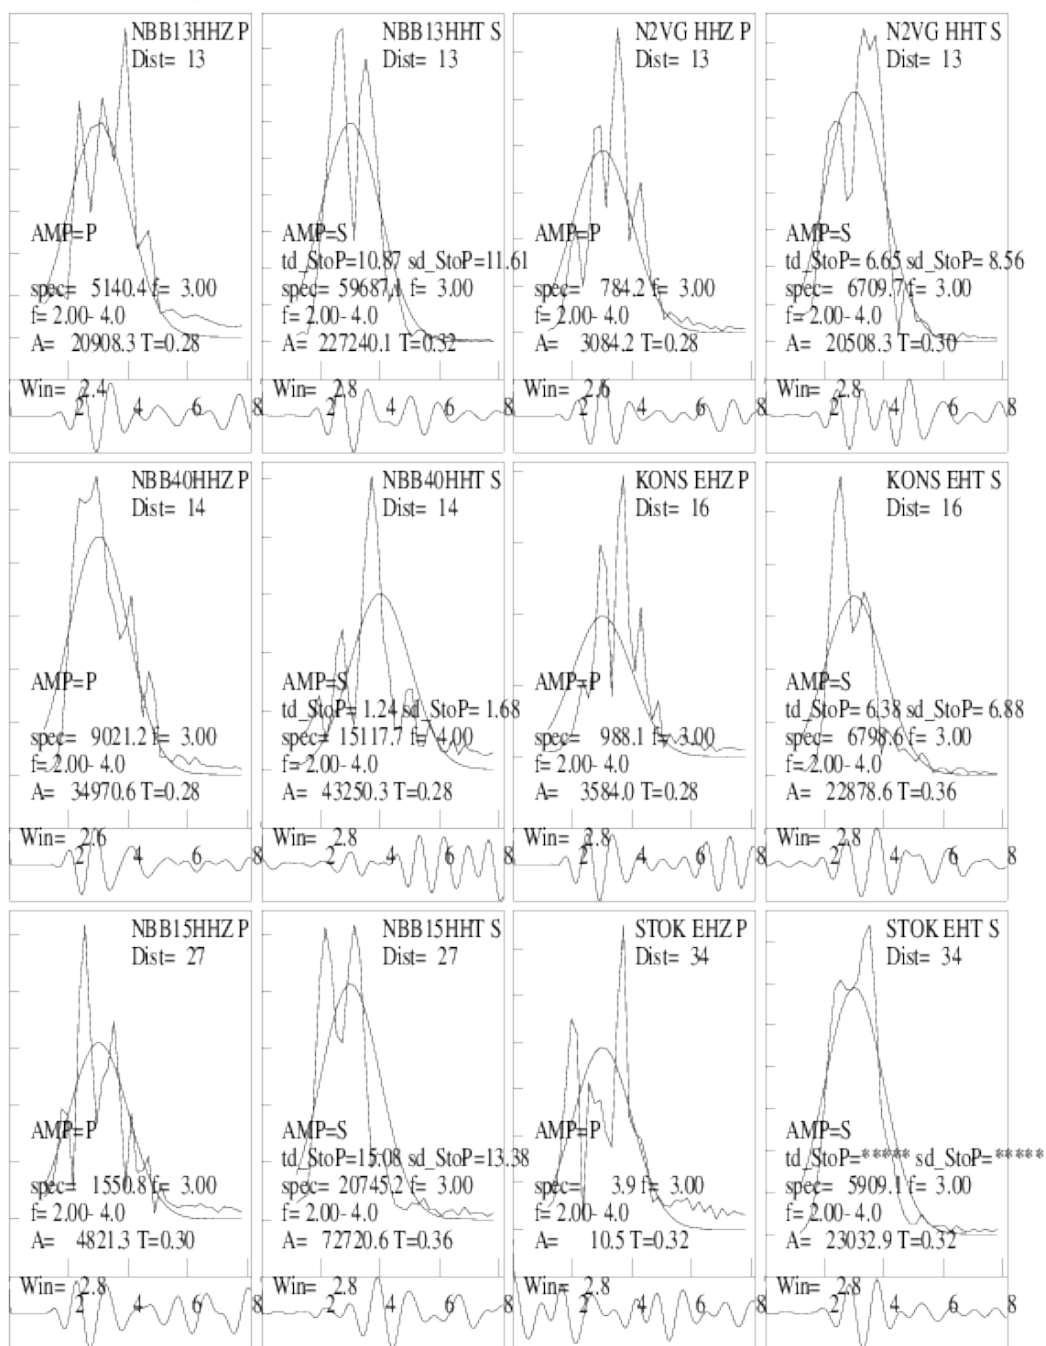 NBB13HHZ P
Dist= 13
AMP=P
spec= 5140.4 f= 3.00
f= 2.00- 4.0
A= 20908.3 T=0.28
Win= 2.4
2 4 6 8
NBB13HHT S
Dist= 13
AMP=S
td_StoP=10.87 sd_StoP=11.61
spec= 59687.1 f= 3.00
f= 2.00- 4.0
A= 227240.1 T=0.32
Win= 2.8
2 4 6 8
N2VG HHZ P
Dist= 13
AMP=P
spec= 784.2 f= 3.00
f= 2.00- 4.0
A= 3084.2 T=0.28
Win= 2.6
2 4 6 8
N2VG HHT S
Dist= 13
AMP=S
td_StoP= 6.65 sd_StoP= 8.56
spec= 6709.7 f= 3.00
f= 2.00- 4.0
A= 20508.3 T=0.30
Win= 2.8
2 4 6 8
NBB40HHZ P
Dist= 14
AMP=P
spec= 9021.2 f= 3.00
f= 2.00- 4.0
A= 34970.6 T=0.28
Win= 2.6
2 4 6 8
NBB40HHT S
Dist= 14
AMP=S
td_StoP= 1.24 sd_StoP= 1.68
spec= 15117.7 f= 4.00
f= 2.00- 4.0
A= 43250.3 T=0.28
Win= 2.8
2 4 6 8
KONS EHZ P
Dist= 16
AMP=P
spec= 988.1 f= 3.00
f= 2.00- 4.0
A= 3584.0 T=0.28
Win= 2.8
2 4 6 8
KONS EHT S
Dist= 16
AMP=S
td_StoP= 6.38 sd_StoP= 6.88
spec= 6798.6 f= 3.00
f= 2.00- 4.0
A= 22878.6 T=0.36
Win= 2.8
2 4 6 8
NBB15HHZ P
Dist= 27
AMP=P
spec= 1550.8 f= 3.00
f= 2.00- 4.0
A= 4821.3 T=0.30
Win= 2.8
2 4 6 8
NBB15HHT S
Dist= 27
AMP=S
td_StoP=15.08 sd_StoP=13.38
spec= 20745.2 f= 3.00
f= 2.00- 4.0
A= 72720.6 T=0.36
Win= 2.8
2 4 6 8
STOK EHZ P
Dist= 34
AMP=P
spec= 3.9 f= 3.00
f= 2.00- 4.0
A= 10.5 T=0.32
Win= 2.8
2 4 6 8
STOK EHT S
Dist= 34
AMP=S
td_StoP=***** sd_StoP=*****
spec= 5909.1 f= 3.00
f= 2.00- 4.0
A= 23032.9 T=0.32
Win= 2.8
2 4 6 8